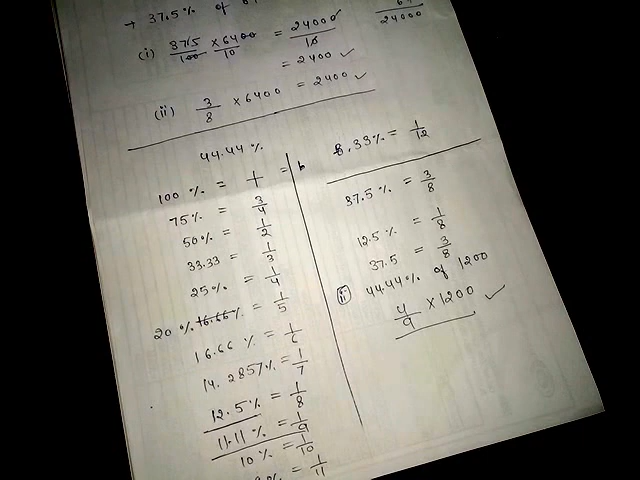 → 37.5% of
64
24000
(i) 375/100 × 6400/10 = 24000/10
= 2400 ✓
(ii) 3/8 × 6400 = 2400 ✓
44.44%
100% = 1 =
75% = 3/4
50% = 1/2
33.33 = 1/3
25% = 1/4
20% 16.66% = 1/5
16.66% = 1/6
14.2857% = 1/7
12.5% = 1/8
11.11% = 1/9
10% = 1/10
% = 1/11
8.33% = 1/12
37.5% = 3/8
12.5% = 1/8
37.5 = 3/8
(ii) 44.44% of 1200
4/9 × 1200 ✓